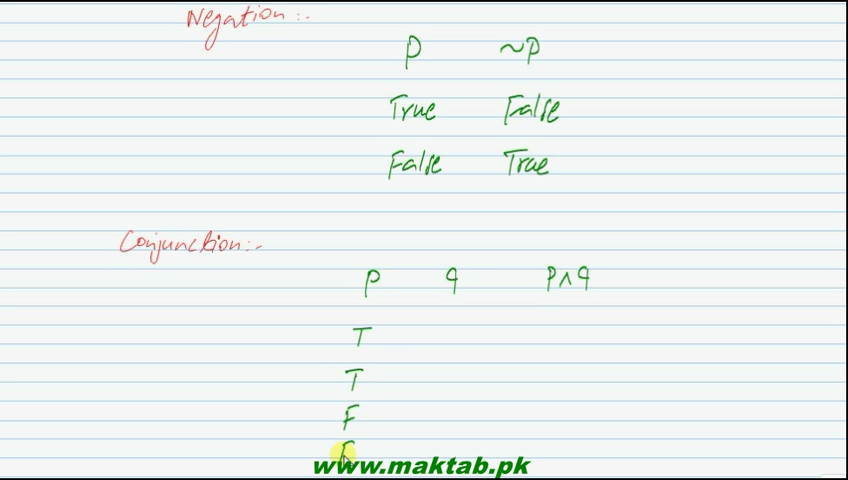 Negation:-
P ~P
True False
False True
Conjunction:-
P q P∧q
T
T
F
F
www.maktab.pk